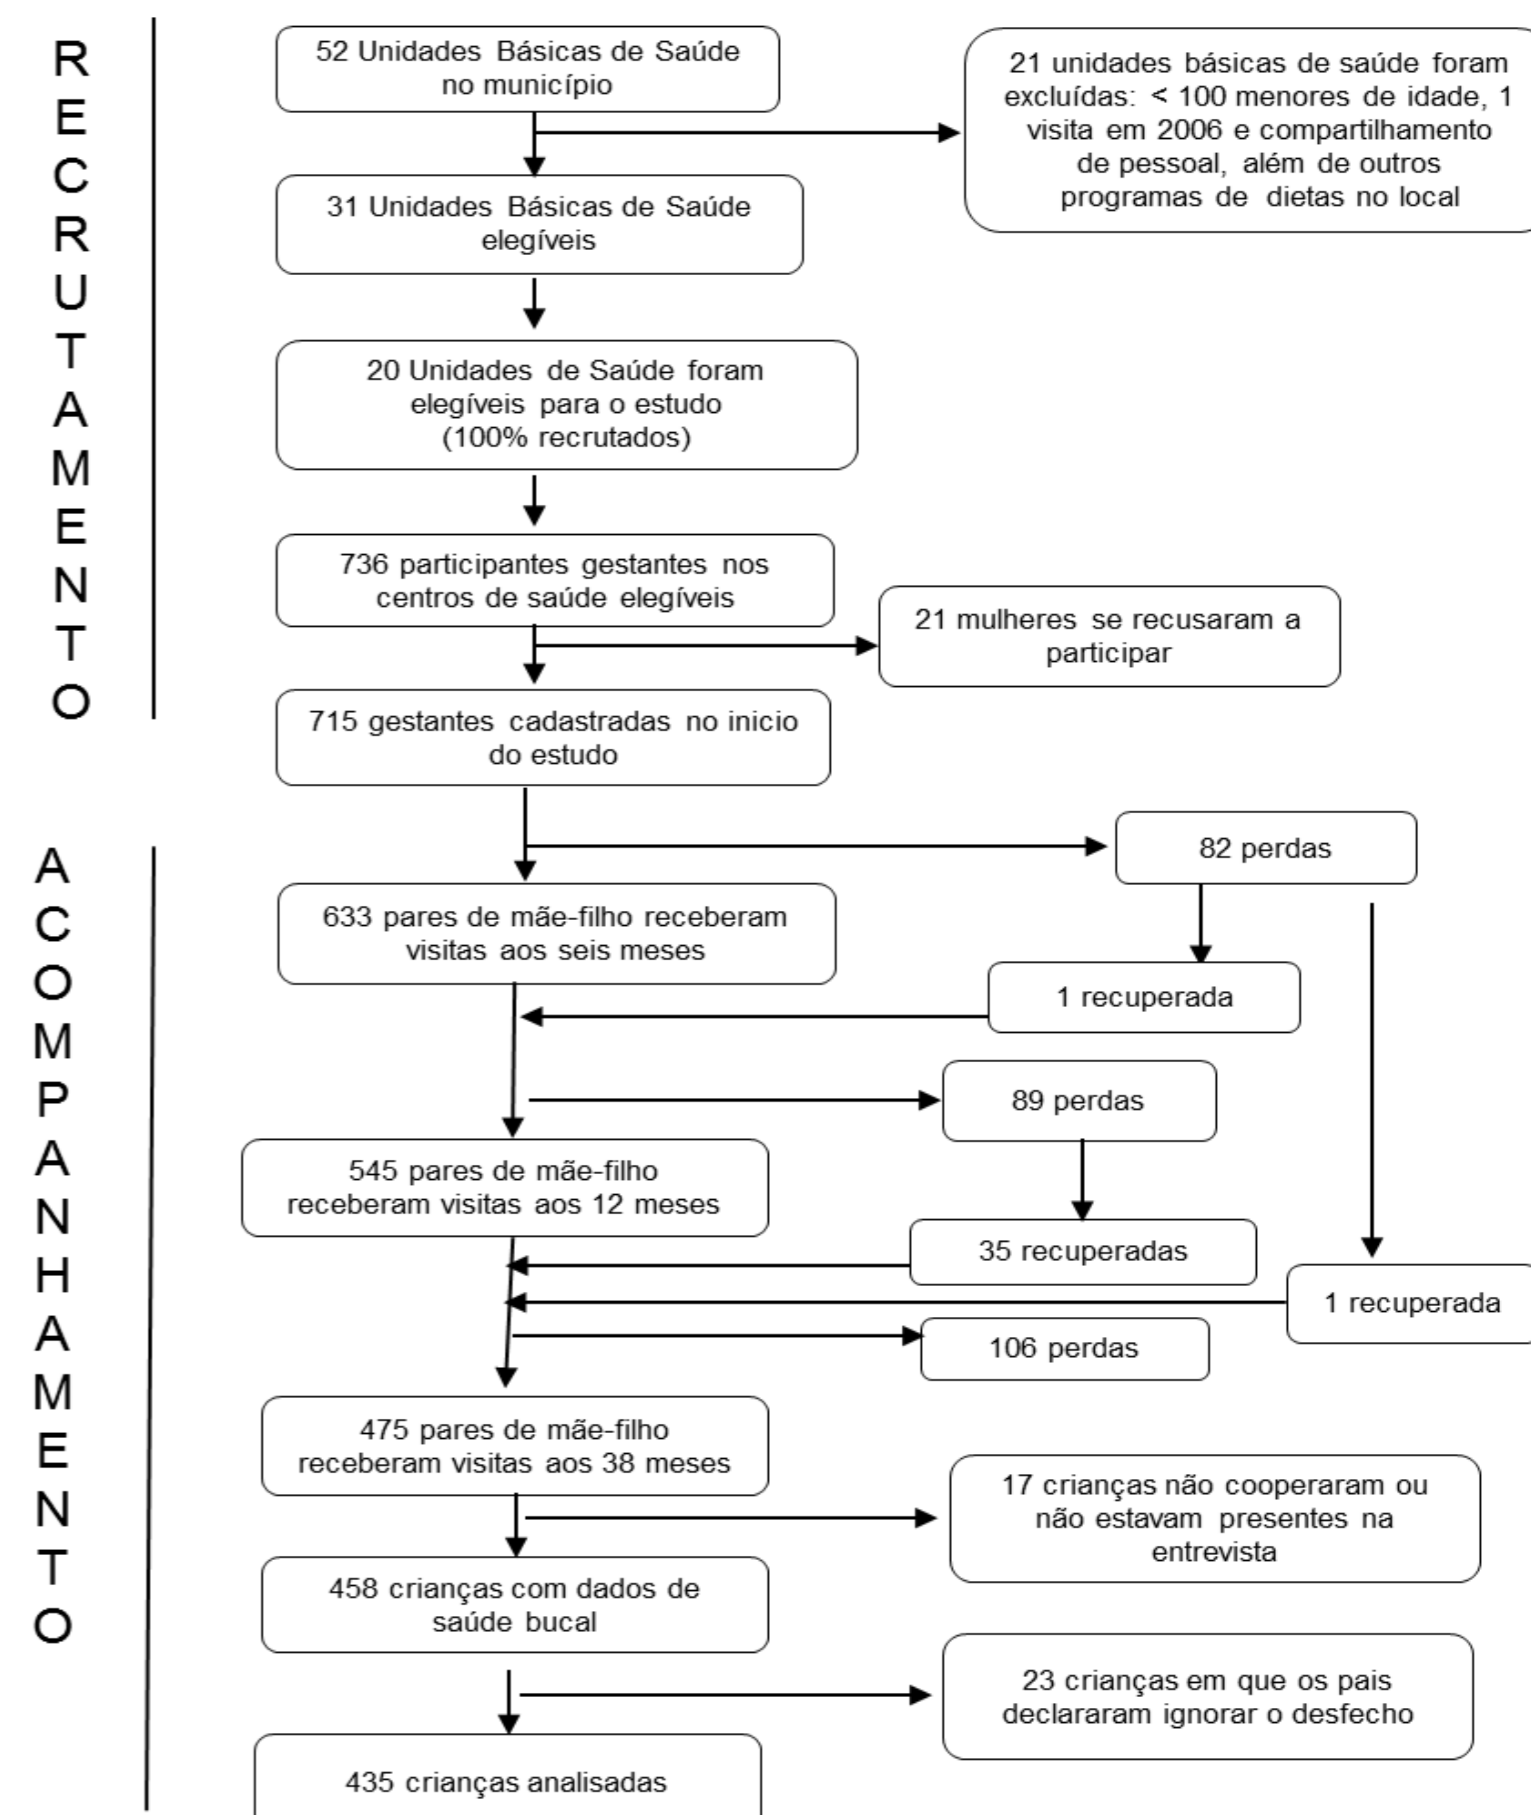 RECRUTAMENTO
52 Unidades Básicas de Saúde
no município
21 unidades básicas de saúde foram
excluídas: < 100 menores de idade, 1
visita em 2006 e compartilhamento
de pessoal, além de outros
programas de dietas no local
31 Unidades Básicas de Saúde
elegíveis
20 Unidades de Saúde foram
elegíveis para o estudo
(100% recrutados)
736 participantes gestantes nos
centros de saúde elegíveis
21 mulheres se recusaram a
participar
715 gestantes cadastradas no inicio
do estudo
ACOMPANHAMENTO
82 perdas
633 pares de mãe-filho receberam
visitas aos seis meses
1 recuperada
89 perdas
545 pares de mãe-filho
receberam visitas aos 12 meses
35 recuperadas
1 recuperada
106 perdas
475 pares de mãe-filho
receberam visitas aos 38 meses
17 crianças não cooperaram ou
não estavam presentes na
entrevista
458 crianças com dados de
saúde bucal
23 crianças em que os pais
declararam ignorar o desfecho
435 crianças analisadas